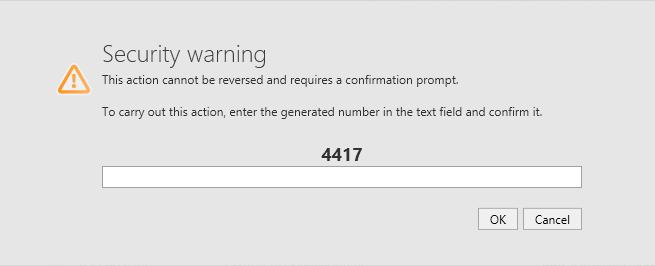 Security warning
This action cannot be reversed and requires a confirmation prompt.
To carry out this action, enter the generated number in the text field and confirm it.
4417
OK Cancel